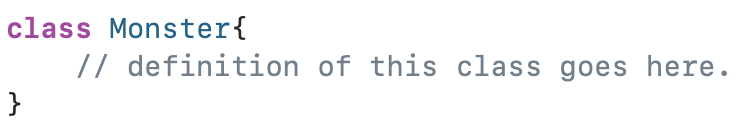 class Monster{
    // definition of this class goes here.
}